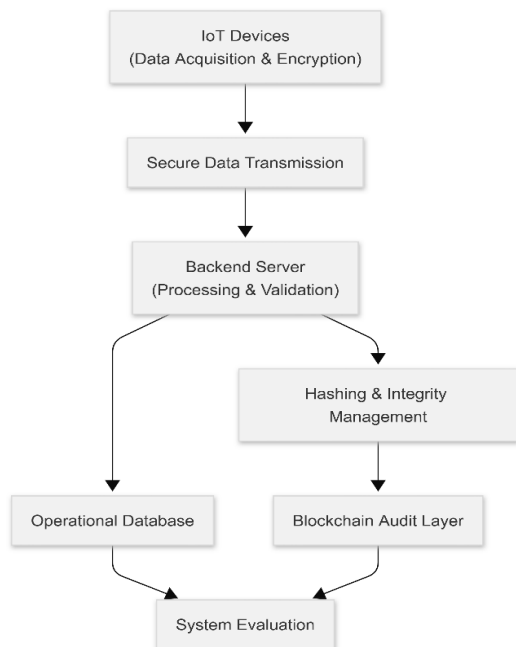 IoT Devices
(Data Acquisition & Encryption)
Secure Data Transmission
Backend Server
(Processing & Validation)
Hashing & Integrity
Management
Operational Database
Blockchain Audit Layer
System Evaluation